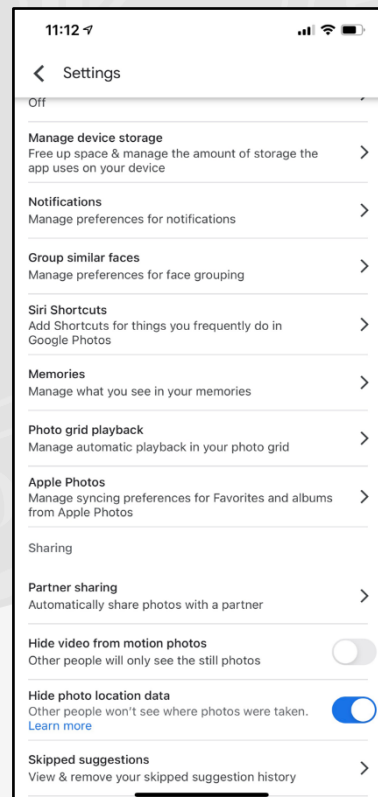 11:12
Settings
Off
Manage device storage
Free up space & manage the amount of storage the
app uses on your device
Notifications
Manage preferences for notifications
Group similar faces
Manage preferences for face grouping
Siri Shortcuts
Add Shortcuts for things you frequently do in
Google Photos
Memories
Manage what you see in your memories
Photo grid playback
Manage automatic playback in your photo grid
Apple Photos
Manage syncing preferences for Favorites and albums
from Apple Photos
Sharing
Partner sharing
Automatically share photos with a partner
Hide video from motion photos
Other people will only see the still photos
Hide photo location data
Other people won't see where photos were taken.
Learn more
Skipped suggestions
View & remove your skipped suggestion history